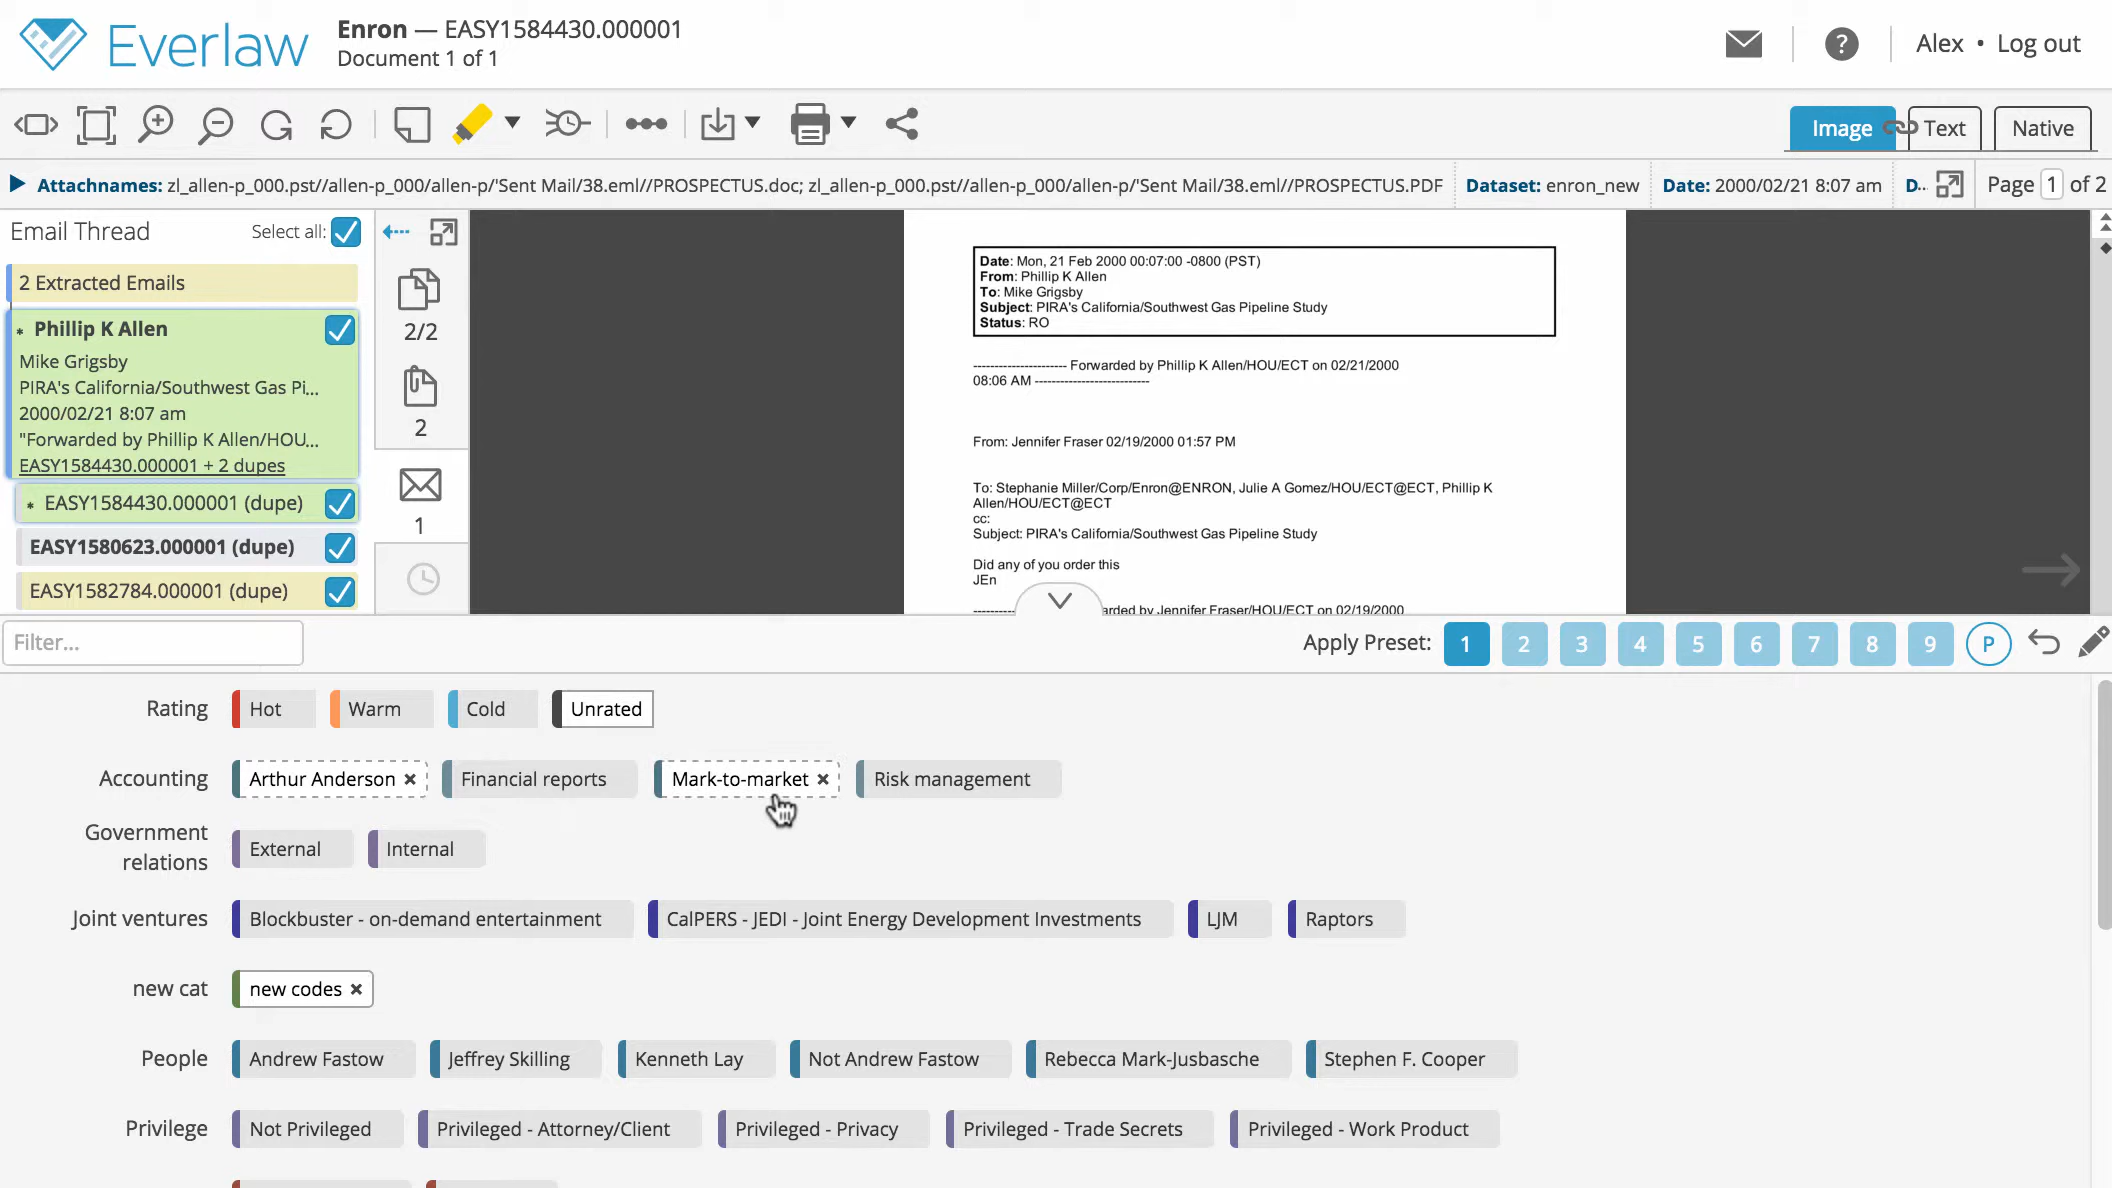 Everlaw
Enron — EASY1584430.000001
Document 1 of 1
?
Alex • Log out
Image
Text
Native
Attachnames: zl_allen-p_000.pst//allen-p_000/allen-p/'Sent Mail/38.eml//PROSPECTUS.doc; zl_allen-p_000.pst//allen-p_000/allen-p/'Sent Mail/38.eml//PROSPECTUS.PDF
Dataset: enron_new
Date: 2000/02/21 8:07 am
D..
Page 1 of 2
Email Thread
Select all:
2 Extracted Emails
* Phillip K Allen
Mike Grigsby
PIRA's California/Southwest Gas Pi...
2000/02/21 8:07 am
"Forwarded by Phillip K Allen/HOU...
EASY1584430.000001 + 2 dupes
* EASY1584430.000001 (dupe)
EASY1580623.000001 (dupe)
EASY1582784.000001 (dupe)
2/2
2
1
Date: Mon, 21 Feb 2000 00:07:00 -0800 (PST)
From: Phillip K Allen
To: Mike Grigsby
Subject: PIRA's California/Southwest Gas Pipeline Study
Status: RO
---------------------- Forwarded by Phillip K Allen/HOU/ECT on 02/21/2000
08:06 AM ---------------------------
From: Jennifer Fraser 02/19/2000 01:57 PM
To: Stephanie Miller/Corp/Enron@ENRON, Julie A Gomez/HOU/ECT@ECT, Phillip K
Allen/HOU/ECT@ECT
cc:
Subject: PIRA's California/Southwest Gas Pipeline Study
Did any of you order this
JEn
arded by Jennifer Fraser/HOU/ECT on 02/19/2000
Filter...
Apply Preset: 1 2 3 4 5 6 7 8 9 P
Rating Hot Warm Cold Unrated
Accounting Arthur Anderson × Financial reports Mark-to-market × Risk management
Government
relations
External Internal
Joint ventures Blockbuster - on-demand entertainment CalPERS - JEDI - Joint Energy Development Investments LJM Raptors
new cat new codes ×
People Andrew Fastow Jeffrey Skilling Kenneth Lay Not Andrew Fastow Rebecca Mark-Jusbasche Stephen F. Cooper
Privilege Not Privileged Privileged - Attorney/Client Privileged - Privacy Privileged - Trade Secrets Privileged - Work Product